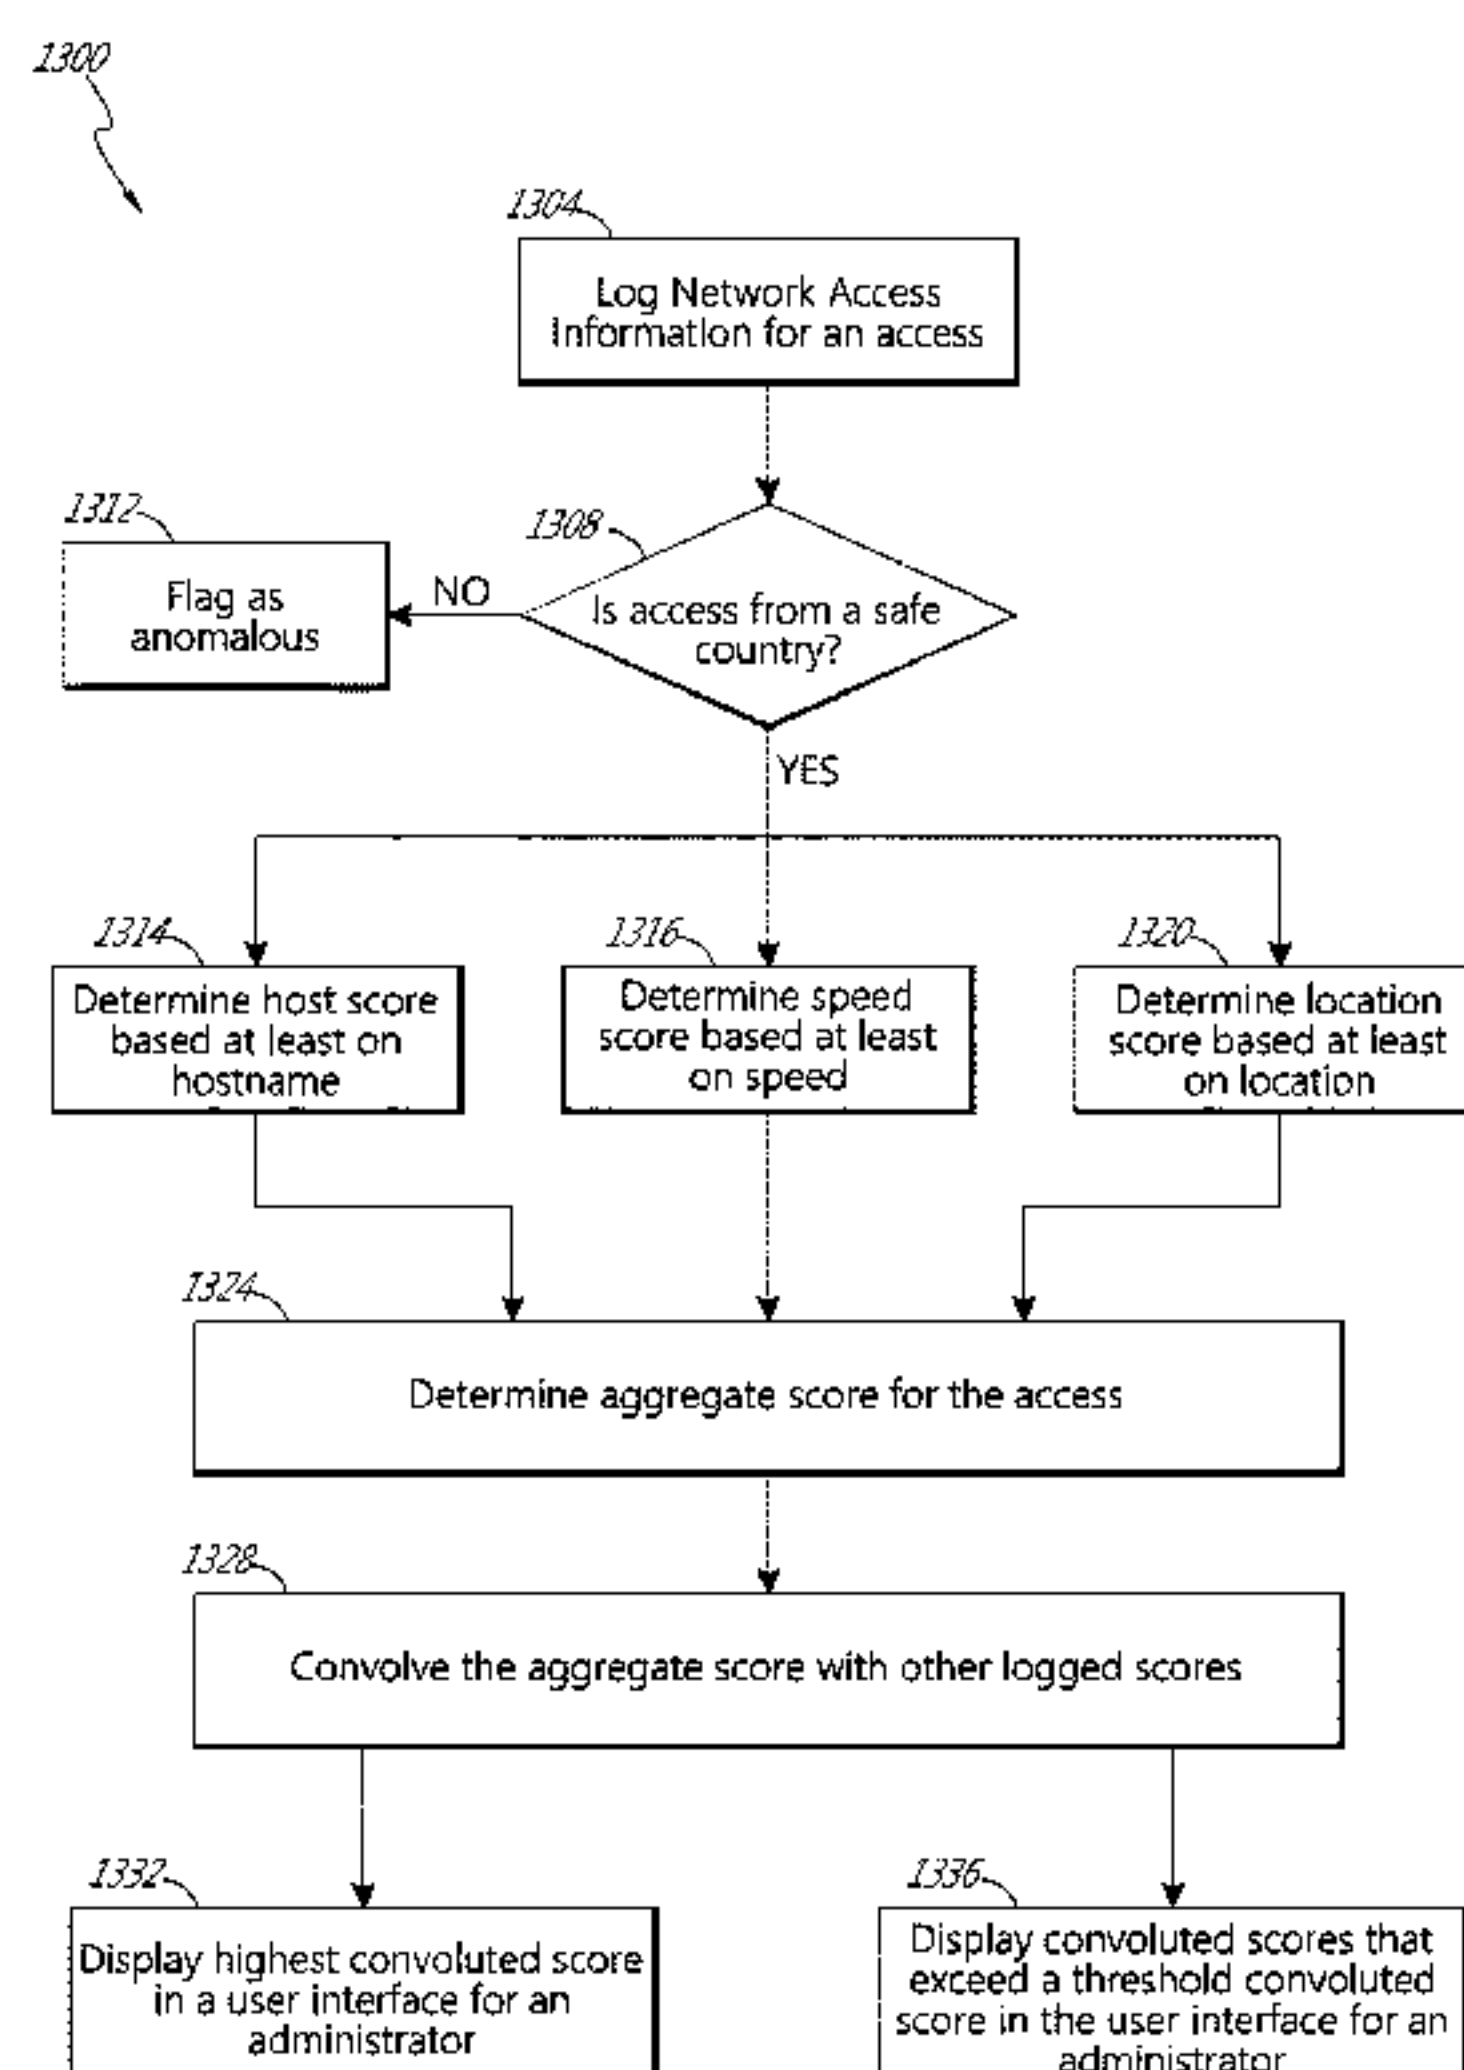 1300
1304
Log Network Access
Information for an access
1312
1308
Flag as
anomalous
NO
Is access from a safe
country?
YES
1314
1316
1320
Determine host score
based at least on
hostname
Determine speed
score based at least
on speed
Determine location
score based at least
on location
1324
Determine aggregate score for the access
1328
Convolve the aggregate score with other logged scores
1332
1336
Display highest convoluted score
in a user interface for an
administrator
Display convoluted scores that
exceed a threshold convoluted
score in the user interface for an
administrator